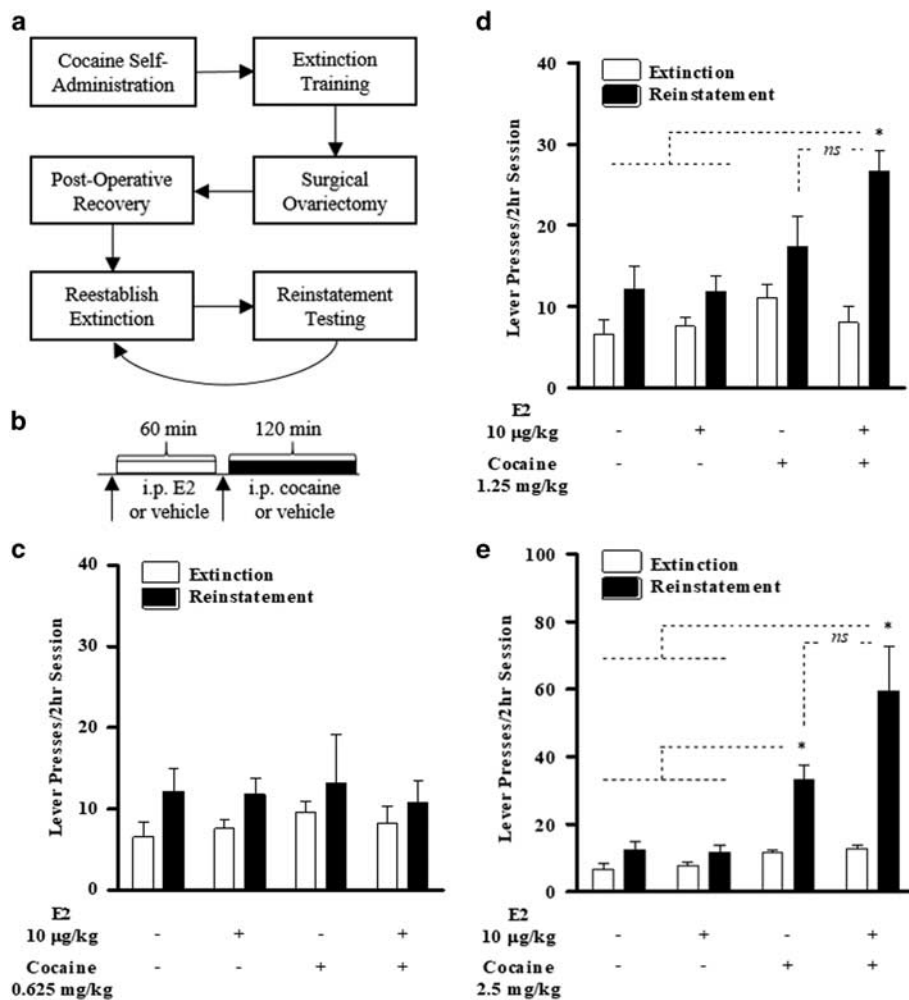 a
Cocaine Self-
Administration
Extinction
Training
Post-Operative
Recovery
Surgical
Ovariectomy
Reestablish
Extinction
Reinstatement
Testing
b
60 min
120 min
i.p. E2
or vehicle
i.p. cocaine
or vehicle
c
40
30
20
10
0
Lever Presses/2hr Session
Extinction
Reinstatement
E2
10 µg/kg
- + - +
Cocaine
0.625 mg/kg
- - + +
d
40
30
20
10
0
Lever Presses/2hr Session
Extinction
Reinstatement
*
ns
E2
10 µg/kg
- + - +
Cocaine
1.25 mg/kg
- - + +
e
100
80
60
40
20
0
Lever Presses/2hr Session
Extinction
Reinstatement
*
ns
*
E2
10 µg/kg
- + - +
Cocaine
2.5 mg/kg
- - + +